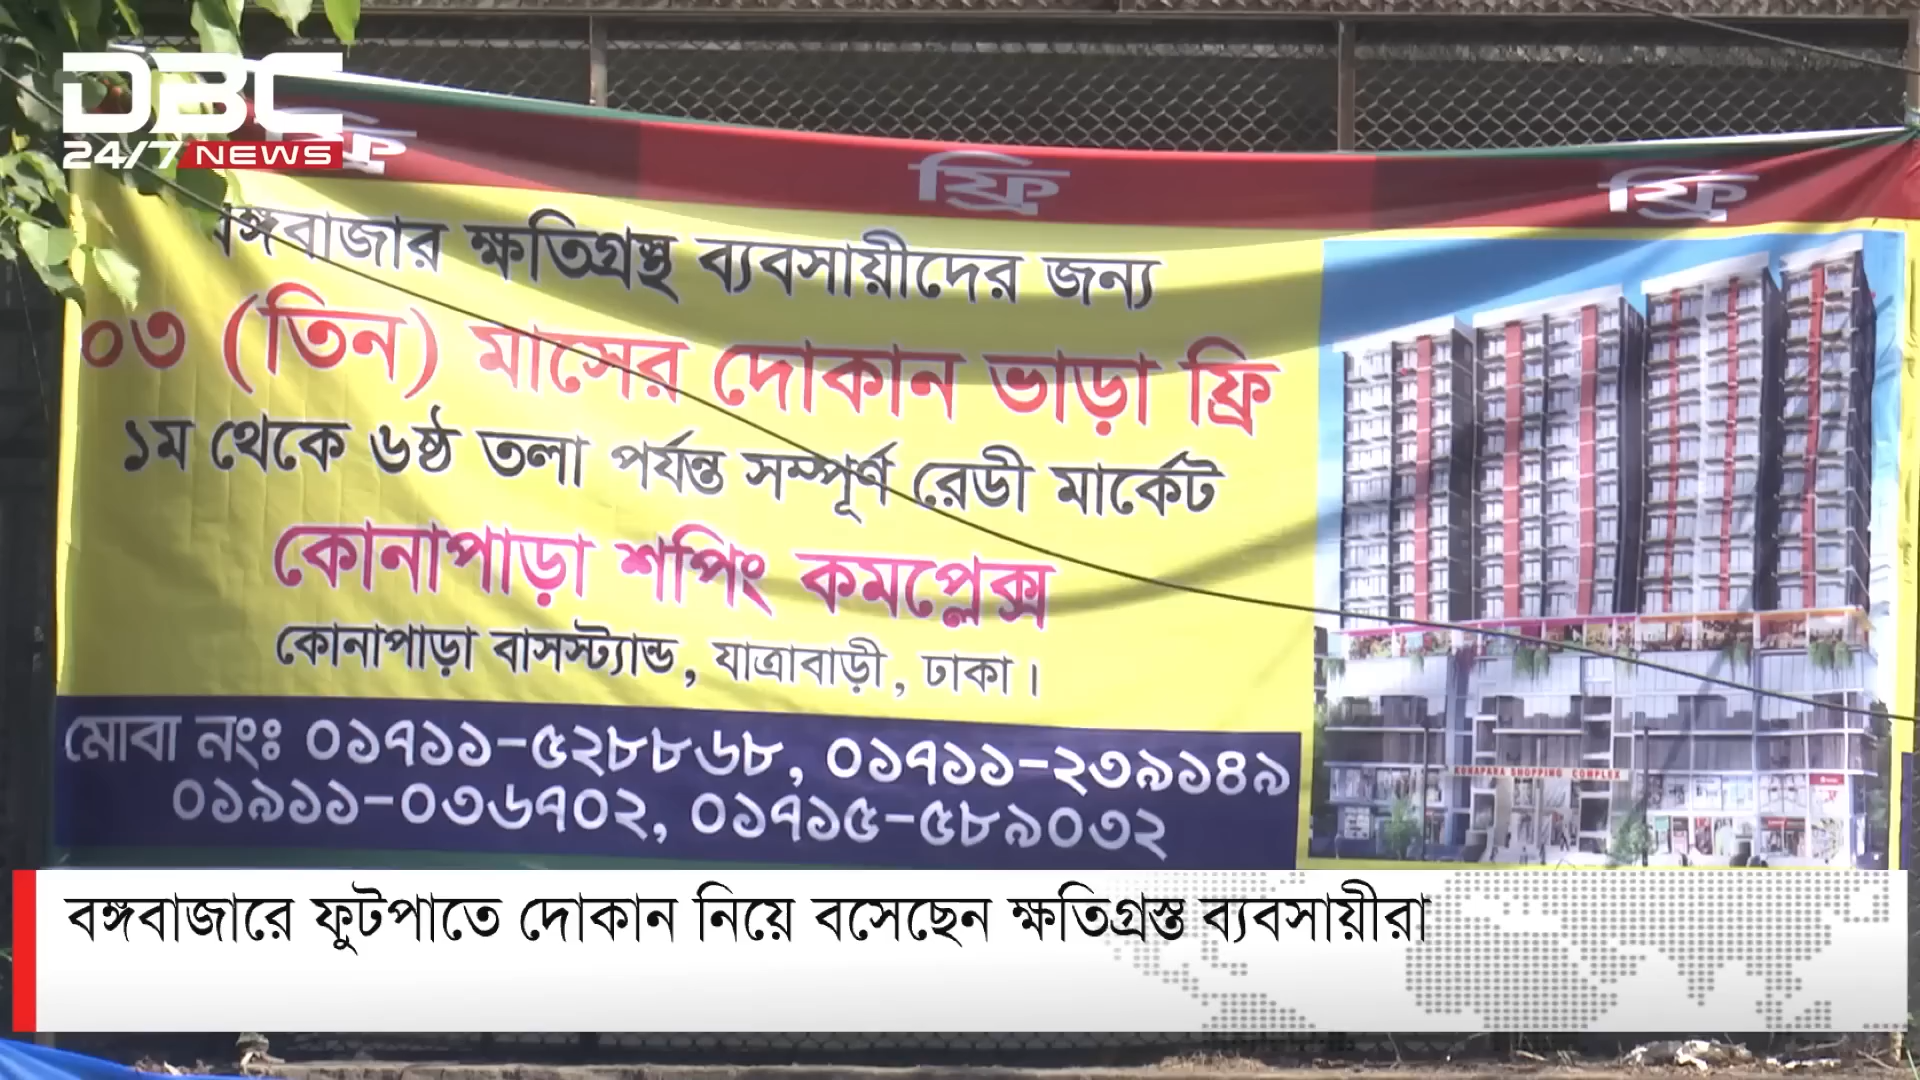 DBC
24/7 NEWS
ফ্রি ফ্রি ফ্রি
বঙ্গবাজার ক্ষতিগ্রস্থ ব্যবসায়ীদের জন্য
০৩ (তিন) মাসের দোকান ভাড়া ফ্রি
১ম থেকে ৬ষ্ঠ তলা পর্যন্ত সম্পূর্ণ রেডী মার্কেট
কোনাপাড়া শপিং কমপ্লেক্স
কোনাপাড়া বাসস্ট্যান্ড, যাত্রাবাড়ী, ঢাকা।
মোবা নংঃ ০১৭১১-৫২৮৮৬৮, ০১৭১১-২৩৯১৪৯
০১৯১১-০৩৬৭০২, ০১৭১৫-৫৮৯০৩২
KONAPARA SHOPPING COMPLEX
বঙ্গবাজারে ফুটপাতে দোকান নিয়ে বসেছেন ক্ষতিগ্রস্ত ব্যবসায়ীরা